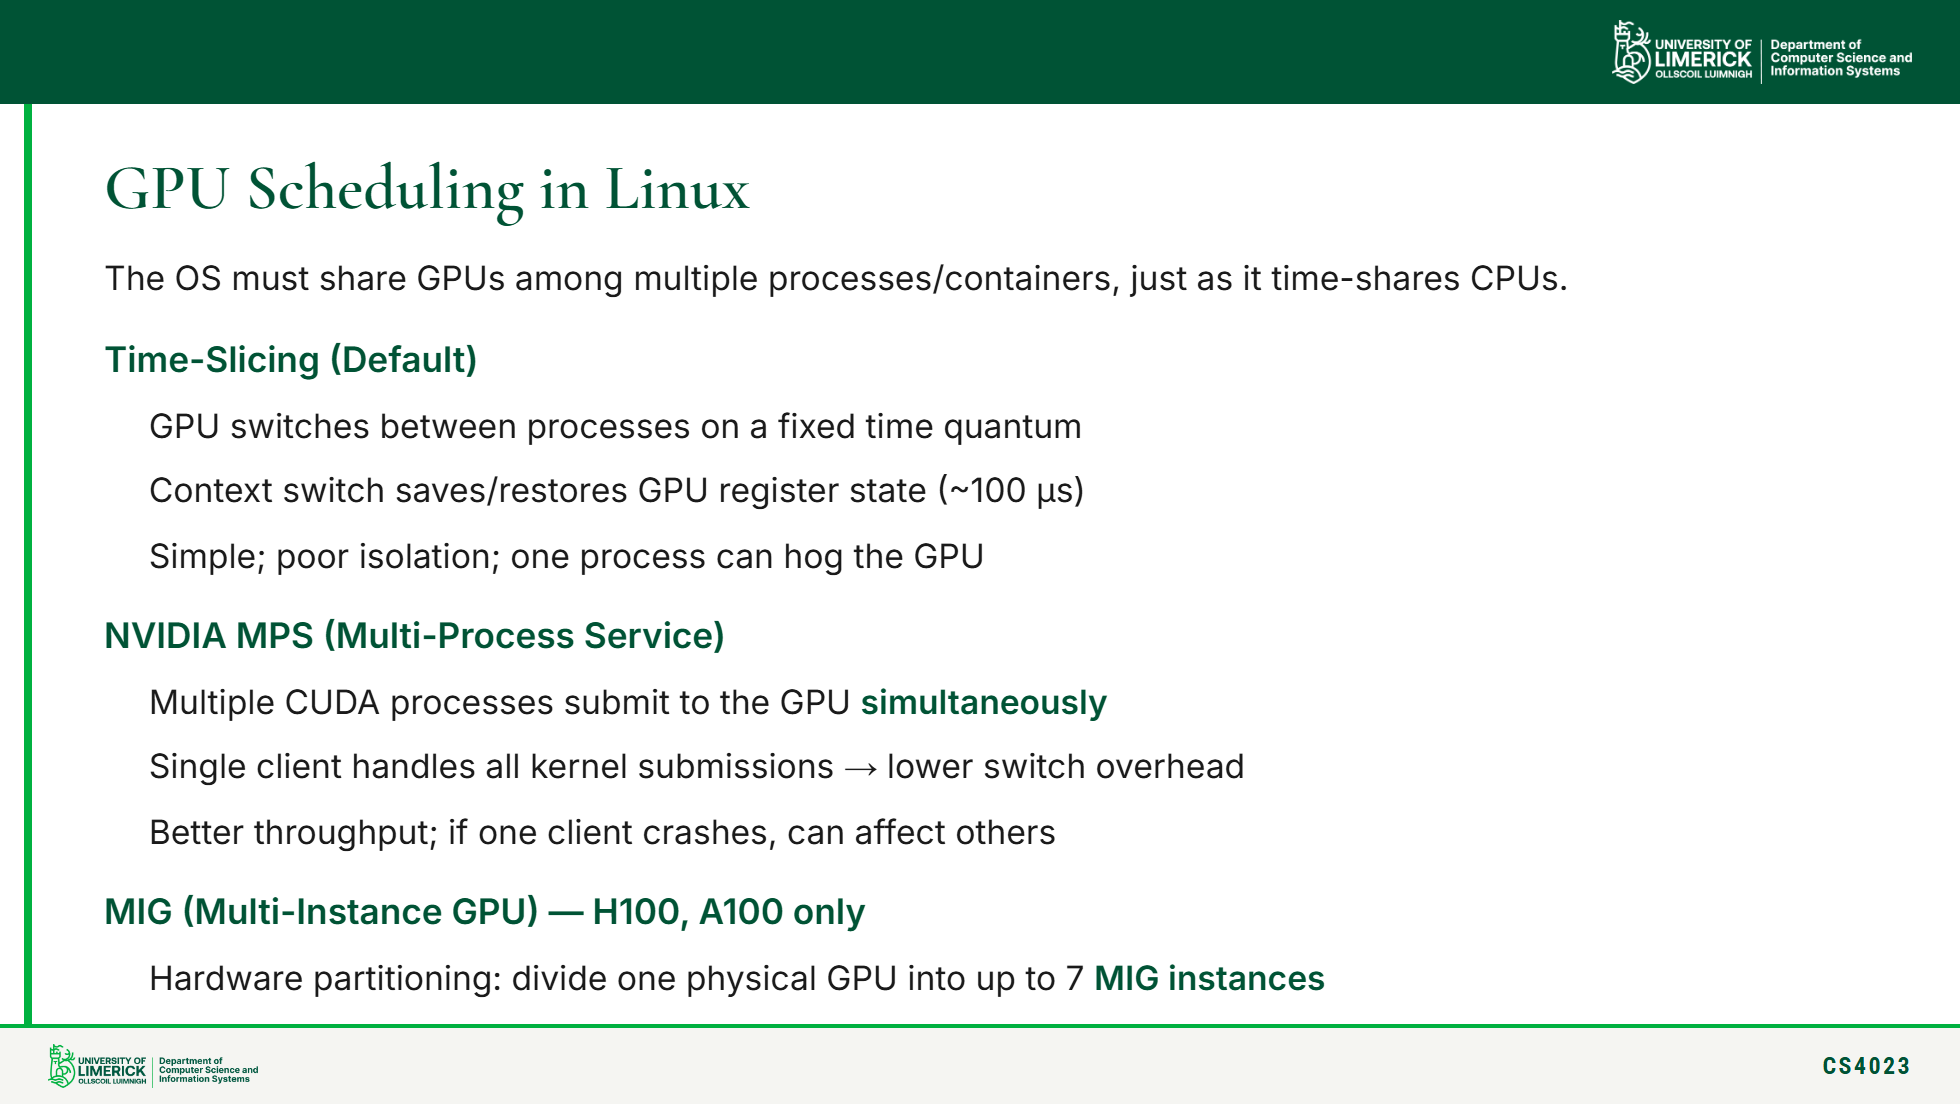 UNIVERSITY OF
LIMERICK
OLLSCOIL LUIMNIGH
Department of
Computer Science and
Information Systems
GPU Scheduling in Linux
The OS must share GPUs among multiple processes/containers, just as it time-shares CPUs.
Time-Slicing (Default)
GPU switches between processes on a fixed time quantum
Context switch saves/restores GPU register state (~100 μs)
Simple; poor isolation; one process can hog the GPU
NVIDIA MPS (Multi-Process Service)
Multiple CUDA processes submit to the GPU simultaneously
Single client handles all kernel submissions → lower switch overhead
Better throughput; if one client crashes, can affect others
MIG (Multi-Instance GPU) — H100, A100 only
Hardware partitioning: divide one physical GPU into up to 7 MIG instances
UNIVERSITY OF
LIMERICK
OLLSCOIL LUIMNIGH
Department of
Computer Science and
Information Systems
CS4023